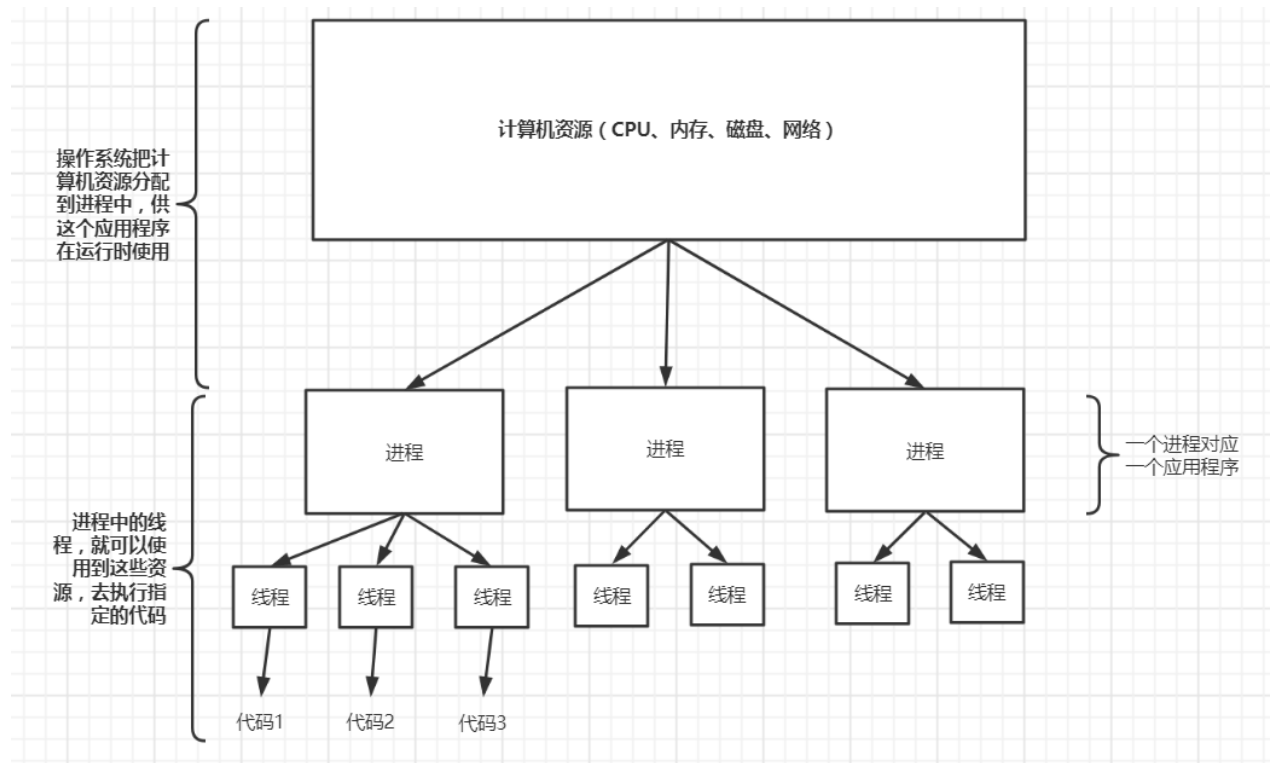 计算机资源（CPU、内存、磁盘、网络）
操作系统把计
算机资源分配
到进程中，供
这个应用程序
在运行时使用
进程
进程
进程
一个进程对应
一个应用程序
进程中的线
程，就可以使
用到这些资
源，去执行指
定的代码
线程
线程
线程
线程
线程
线程
线程
代码1
代码2
代码3